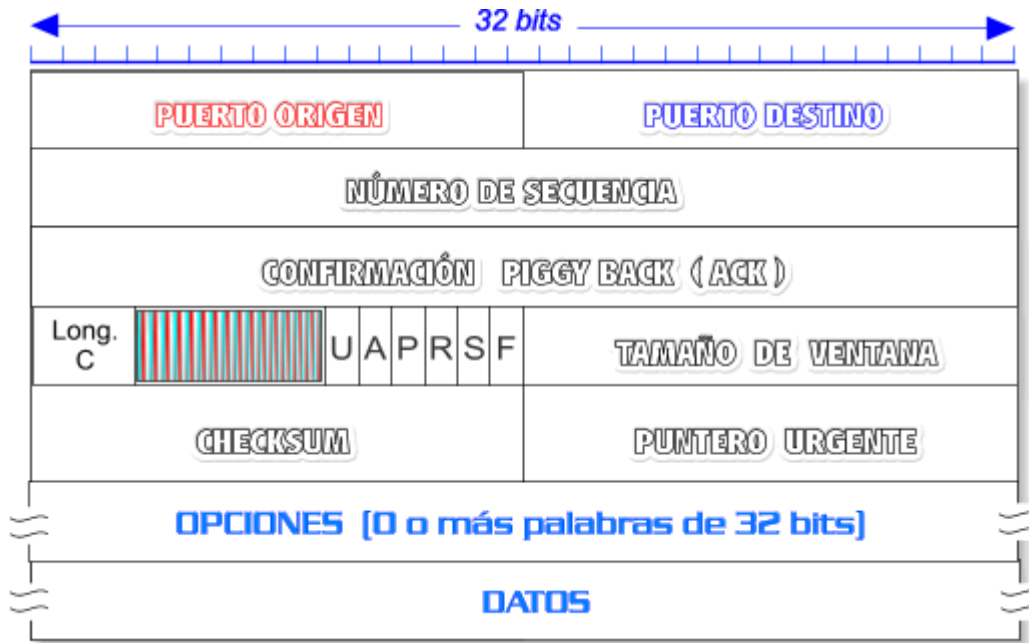 32 bits
PUERTO ORIGEN
PUERTO DESTINO
NÚMERO DE SECUENCIA
CONFIRMACIÓN PIGGY BACK (ACK)
Long.
C
U A P R S F
TAMAÑO DE VENTANA
CHECKSUM
PUNTERO URGENTE
OPCIONES (0 o más palabras de 32 bits)
DATOS